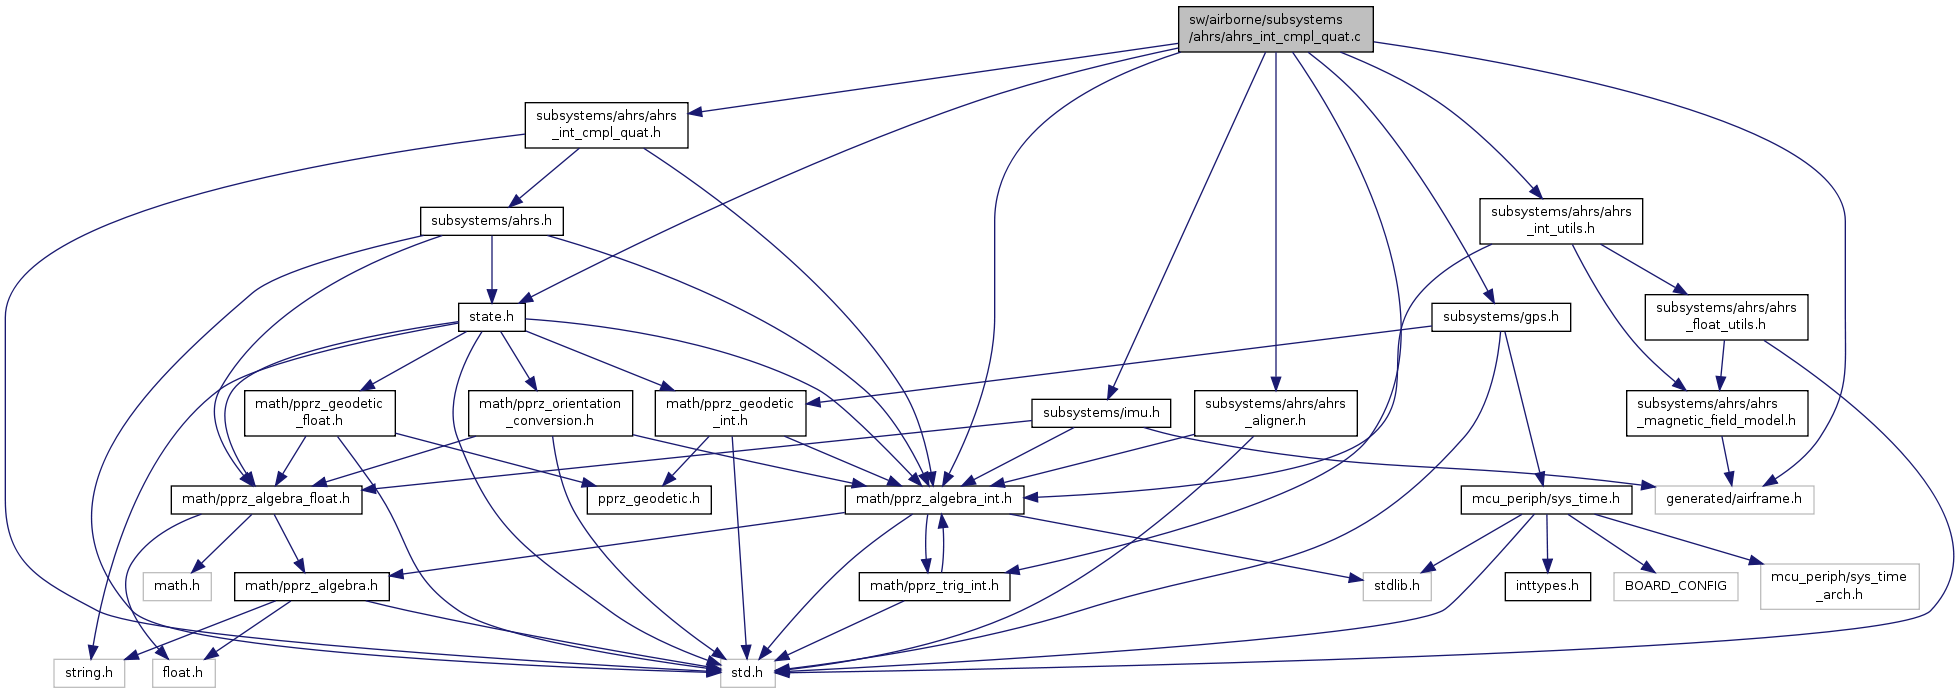 sw/airborne/subsystems
/ahrs/ahrs_int_cmpl_quat.c
subsystems/ahrs/ahrs
_int_cmpl_quat.h
subsystems/ahrs.h
subsystems/ahrs/ahrs
_int_utils.h
state.h
subsystems/gps.h
subsystems/ahrs/ahrs
_float_utils.h
math/pprz_geodetic
_float.h
math/pprz_orientation
_conversion.h
math/pprz_geodetic
_int.h
subsystems/imu.h
subsystems/ahrs/ahrs
_aligner.h
subsystems/ahrs/ahrs
_magnetic_field_model.h
math/pprz_algebra_float.h
pprz_geodetic.h
math/pprz_algebra_int.h
mcu_periph/sys_time.h
generated/airframe.h
math.h
math/pprz_algebra.h
math/pprz_trig_int.h
stdlib.h
inttypes.h
BOARD_CONFIG
mcu_periph/sys_time
_arch.h
string.h
float.h
std.h